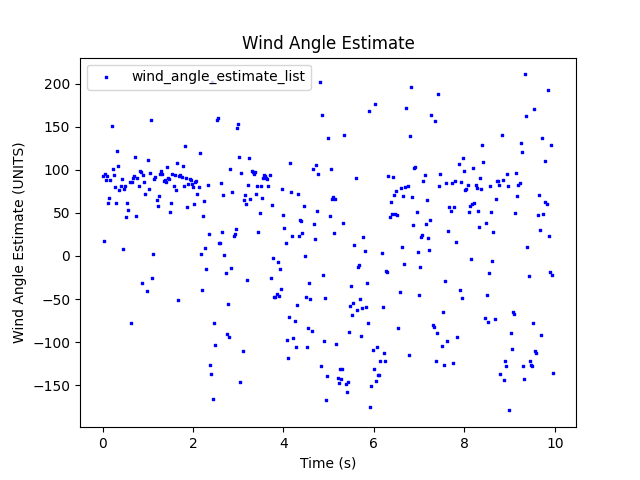 Wind Angle Estimate
wind_angle_estimate_list
Wind Angle Estimate (UNITS)
200
150
100
50
0
−50
−100
−150
0 2 4 6 8 10
Time (s)